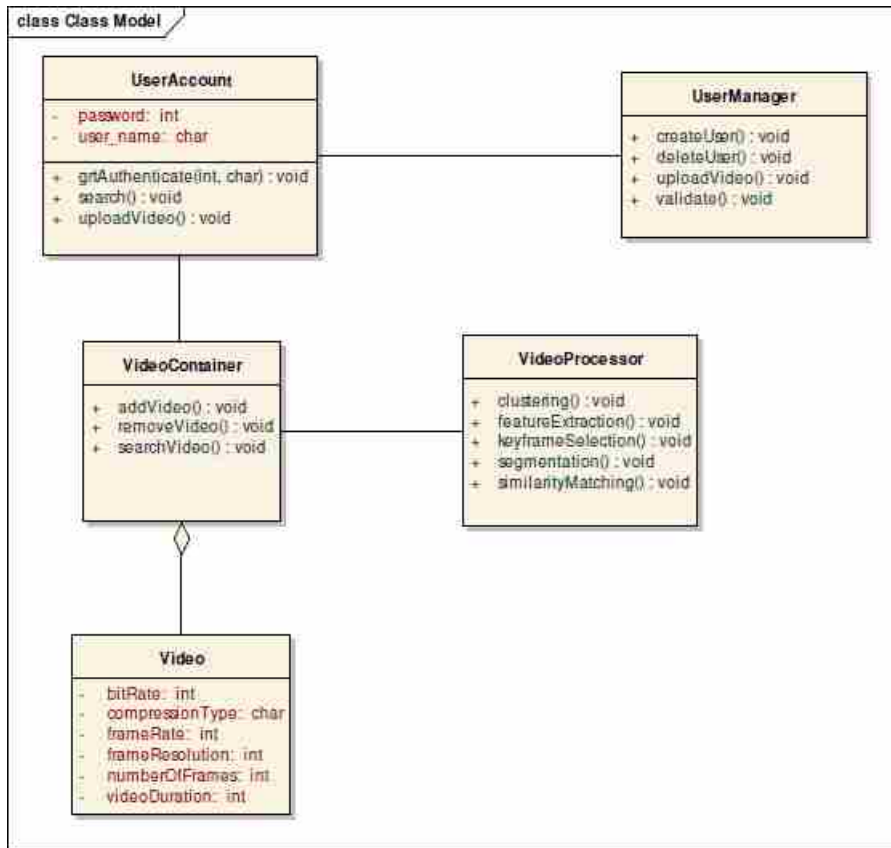 class Class Model
UserAccount
- password: int
- user_name: char
+ grtAuthenticate(int, char) : void
+ search() : void
+ uploadVideo() : void
UserManager
+ createUser() : void
+ deleteUser() : void
+ uploadVideo() : void
+ validate() : void
VideoContainer
+ addVideo() : void
+ removeVideo() : void
+ searchVideo() : void
VideoProcessor
+ clustering() : void
+ featureExtraction() : void
+ keyframeSelection() : void
+ segmentation() : void
+ similarityMatching() : void
Video
- bitRate: int
- compressionType: char
- frameRate: int
- frameResolution: int
- numberOfFrames: int
- videoDuration: int